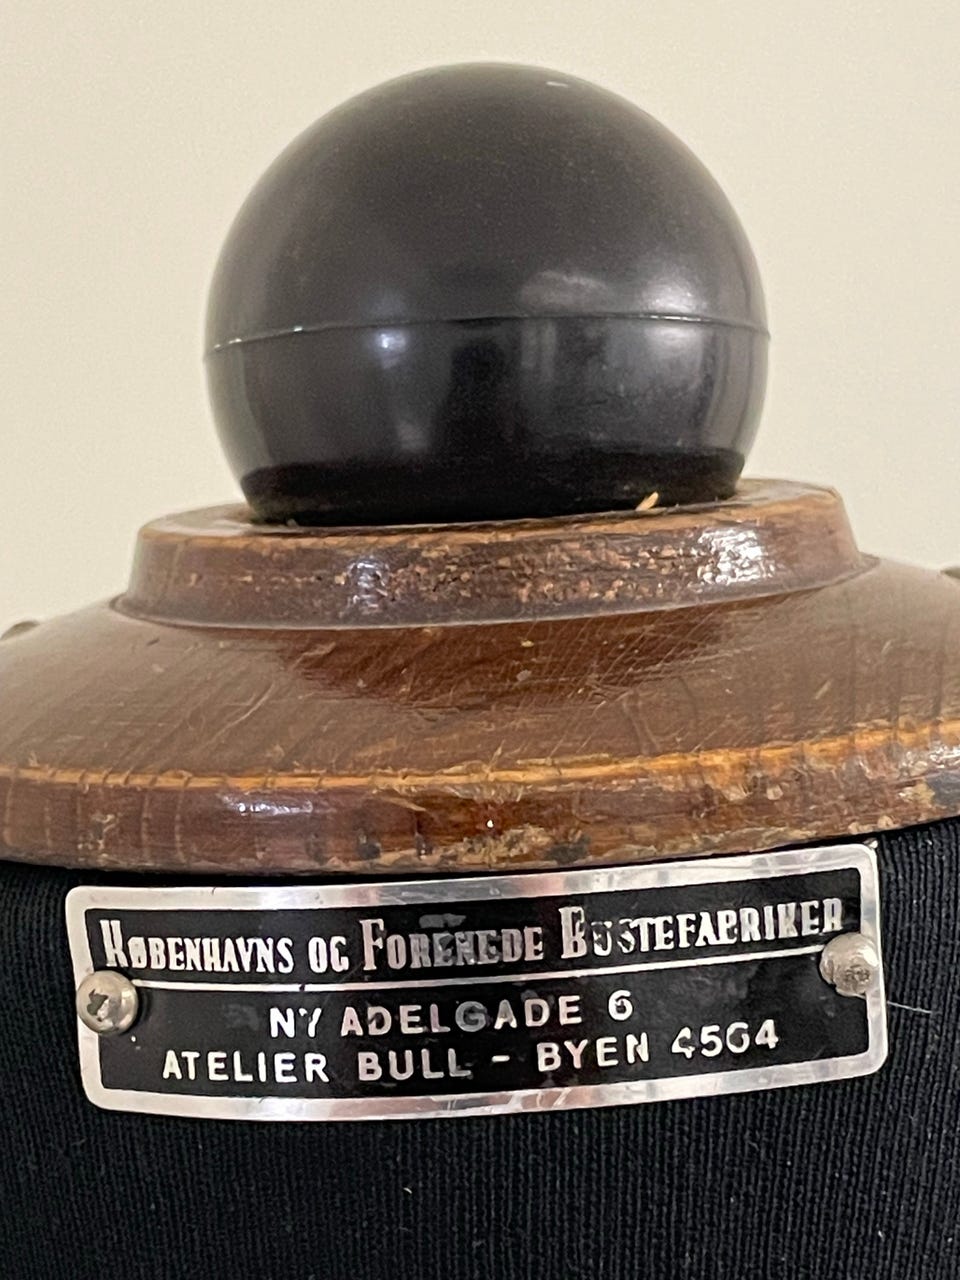 KØBENHAVNS OG FORENEDE BUSTEFABRIKER
NY ADELGADE 6
ATELIER BULL - BYEN 4564